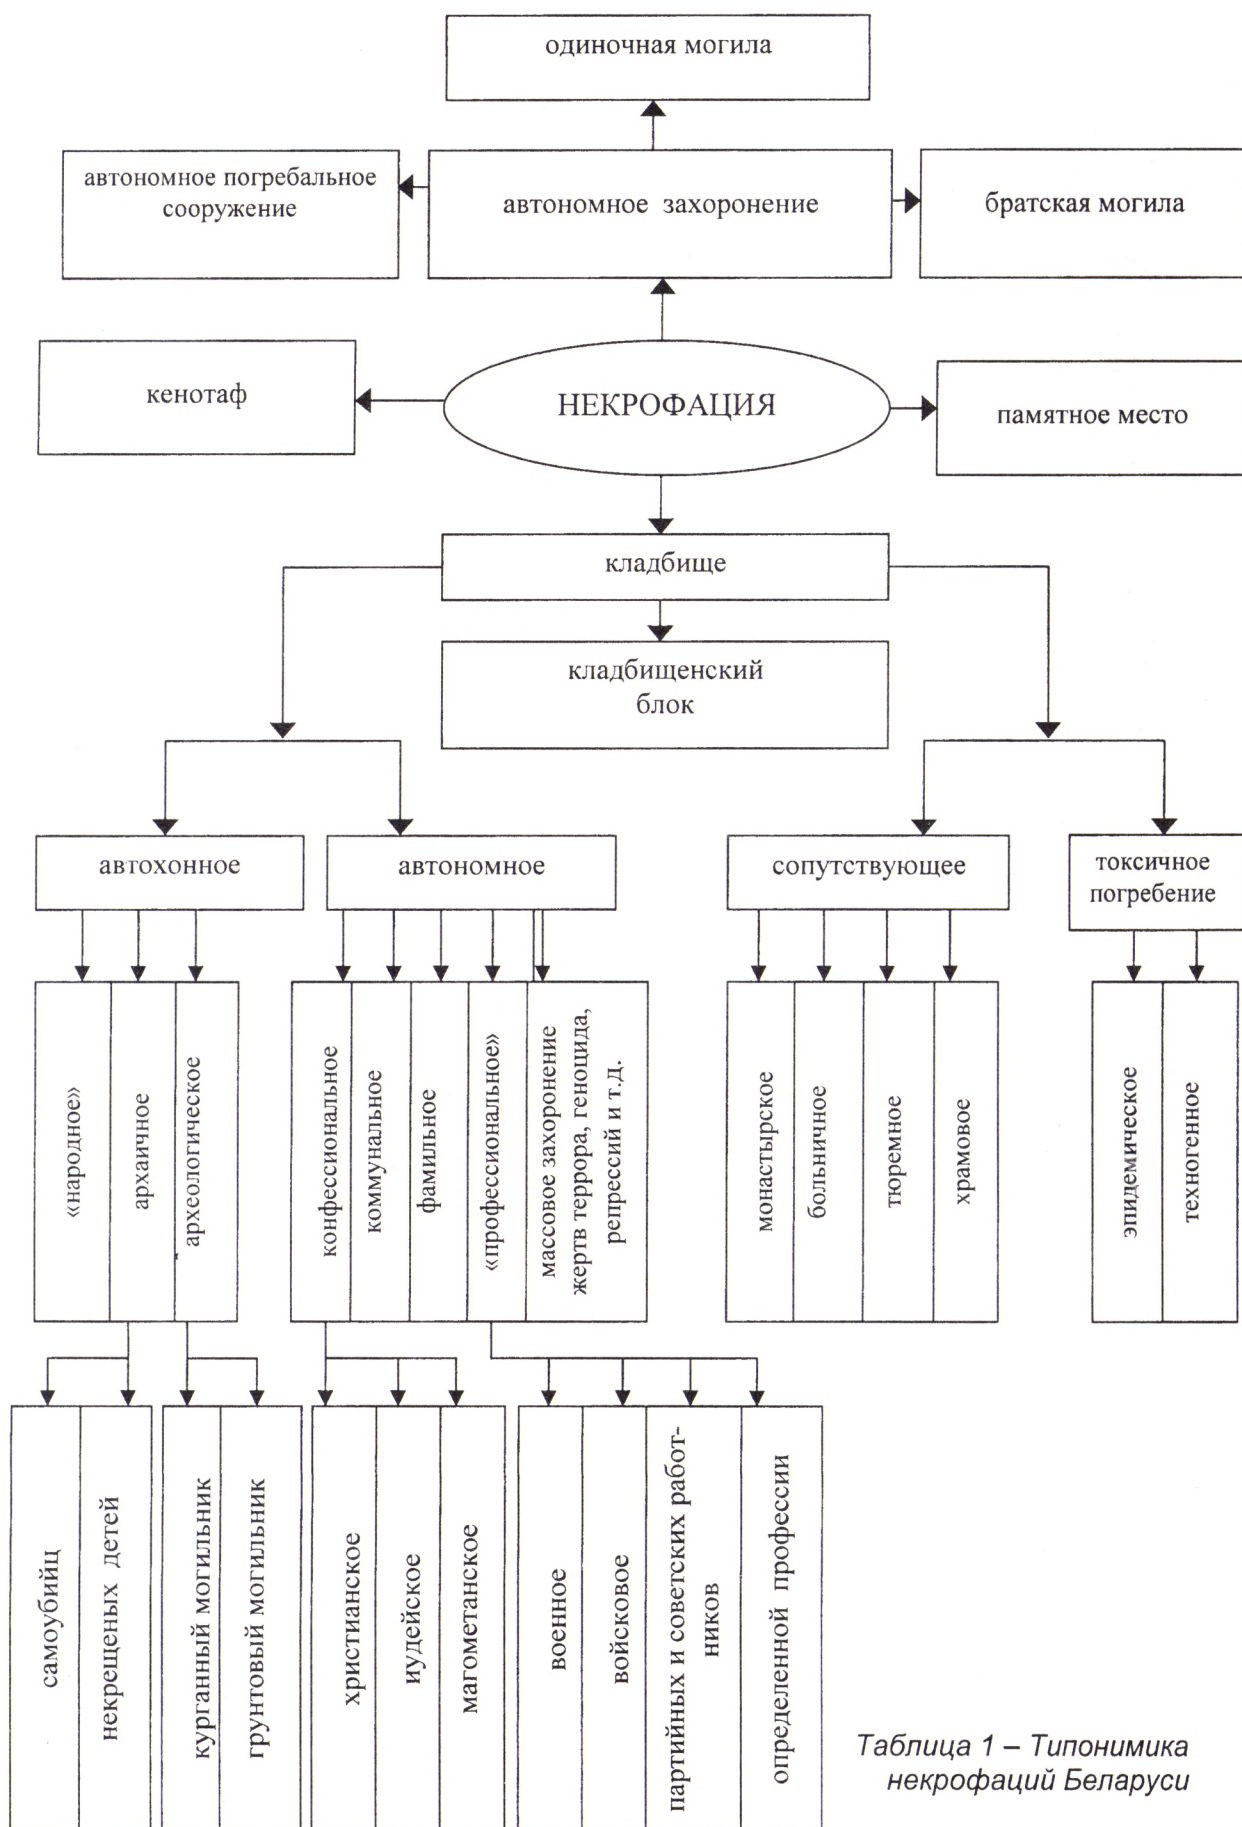 одиночная могила
автономное погребальное
сооружение
автономное захоронение
братская могила
кенотаф
НЕКРОФАЦИЯ
памятное место
кладбище
кладбищенский
блок
автохонное
автономное
сопутствующее
токсичное
погребение
«народное»
архаичное
археологическое
конфессиональное
коммунальное
фамильное
«профессиональное»
массовое захоронение
жертв террора, геноцида,
репрессий и т.д.
монастырское
больничное
тюремное
храмовое
эпидемическое
техногенное
самоубийц
некрещеных детей
курганный могильник
грунтовый могильник
христианское
иудейское
магометанское
военное
войсковое
партийных и советских работ-
ников
определенной профессии
Таблица 1 – Типонимика
некрофаций Беларуси